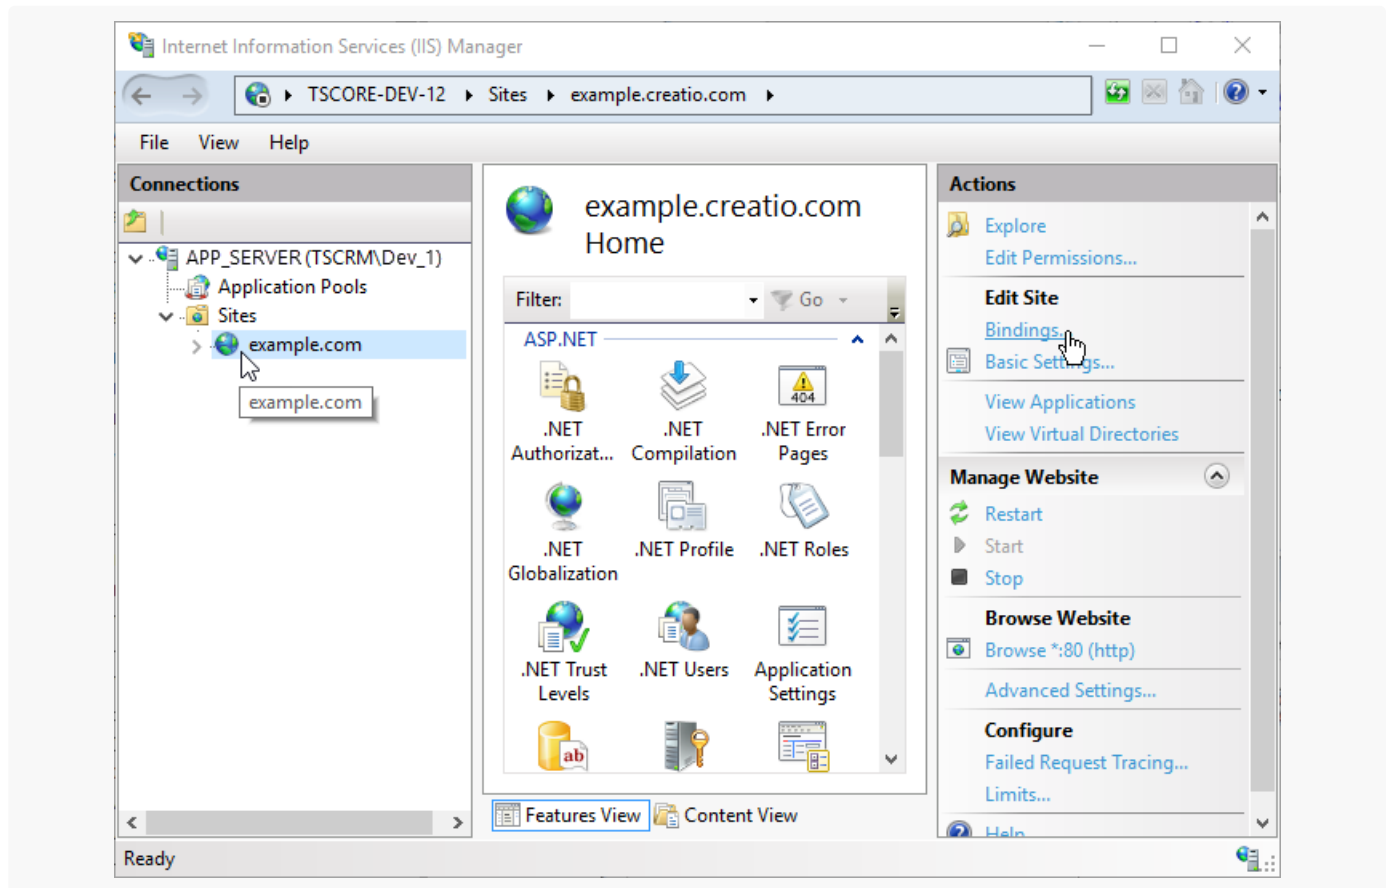 Internet Information Services (IIS) Manager
TSCORE-DEV-12 Sites example.creatio.com
File View Help
Connections
APP_SERVER (TSCRM\Dev_1)
Application Pools
Sites
example.com
example.com
example.creatio.com
Home
Filter: Go
ASP.NET
.NET
Authorizat...
.NET
Compilation
.NET Error
Pages
.NET
Globalization
.NET Profile
.NET Roles
.NET Trust
Levels
.NET Users
Application
Settings
Features View Content View
Actions
Explore
Edit Permissions...
Edit Site
Bindings...
Basic Settings...
View Applications
View Virtual Directories
Manage Website
Restart
Start
Stop
Browse Website
Browse *:80 (http)
Advanced Settings...
Configure
Failed Request Tracing...
Limits...
Help
Ready